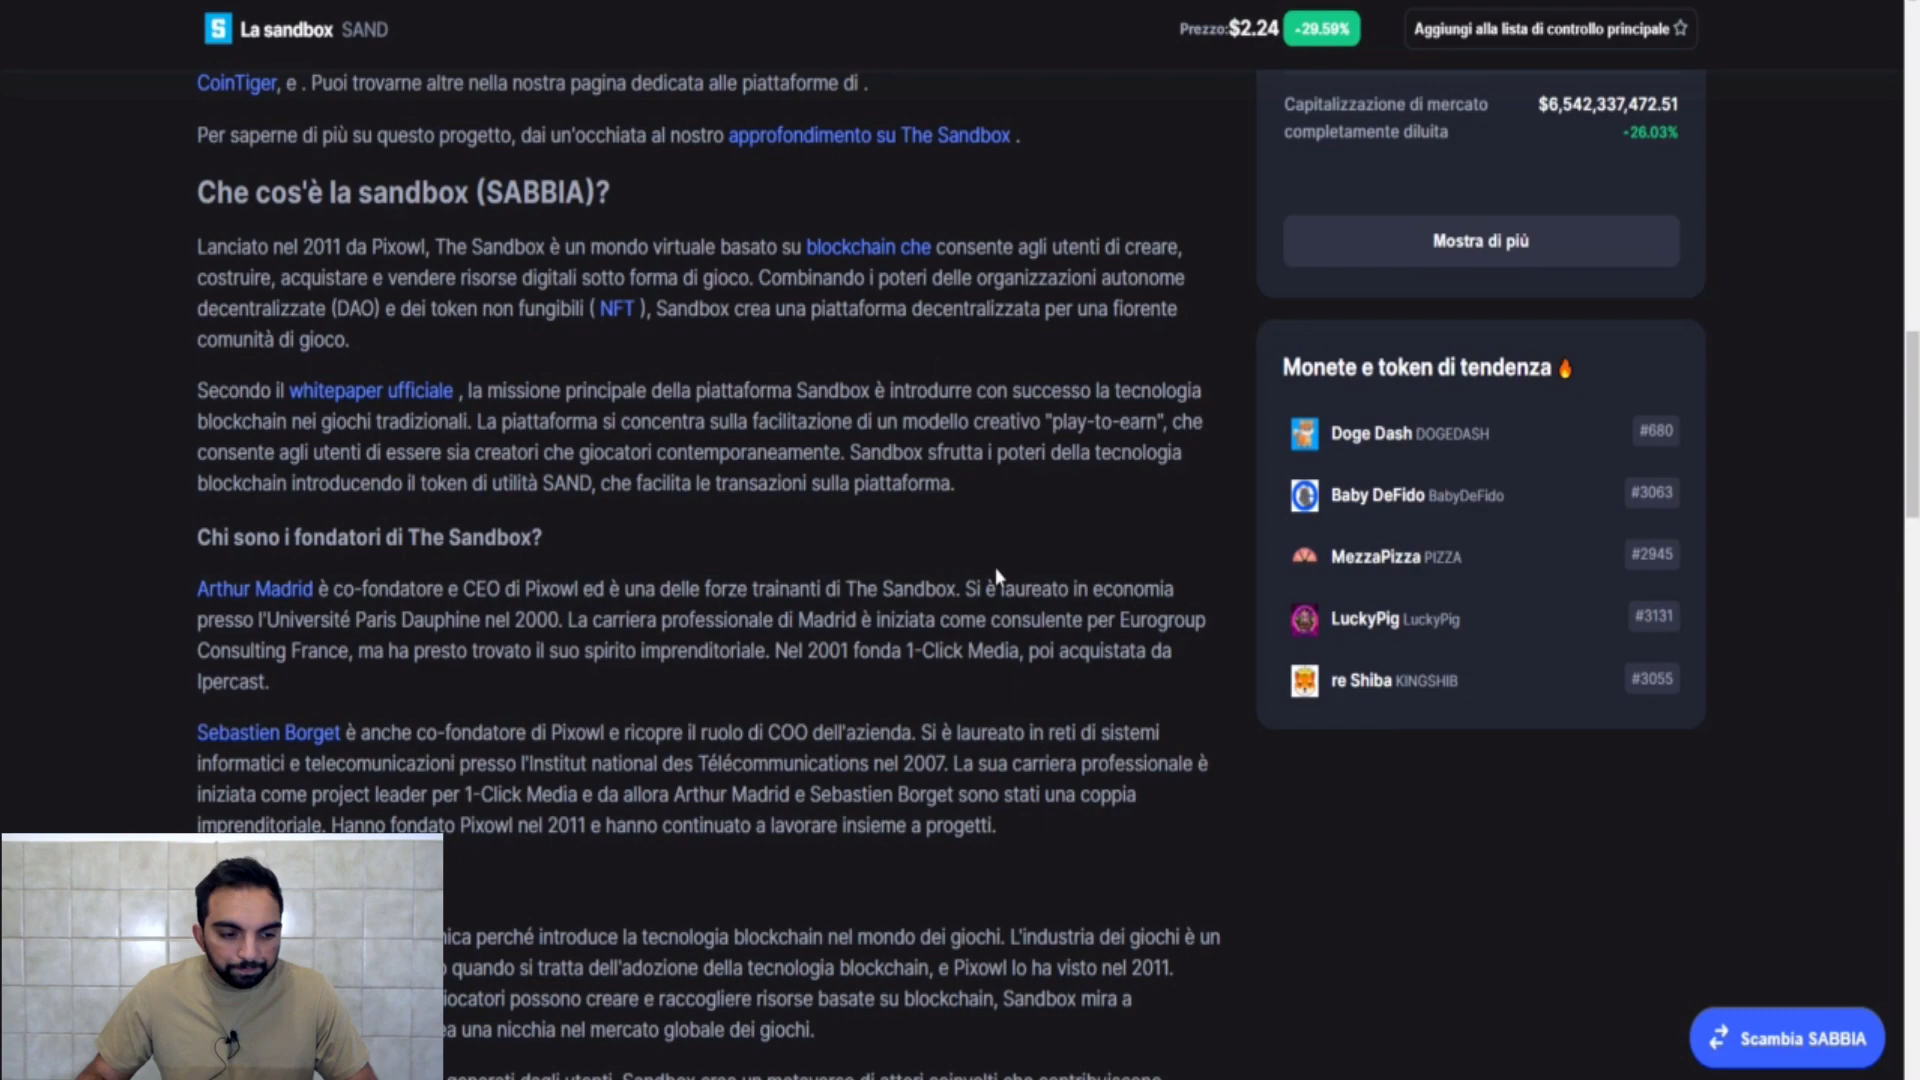 La sandbox SAND
Prezzo: $2.24 -29.59%
Aggiungi alla lista di controllo principale
CoinTiger, e . Puoi trovarne altre nella nostra pagina dedicata alle piattaforme di .
Per saperne di più su questo progetto, dai un'occhiata al nostro approfondimento su The Sandbox .
Che cos'è la sandbox (SABBIA)?
Lanciato nel 2011 da Pixowl, The Sandbox è un mondo virtuale basato su blockchain che consente agli utenti di creare,
costruire, acquistare e vendere risorse digitali sotto forma di gioco. Combinando i poteri delle organizzazioni autonome
decentralizzate (DAO) e dei token non fungibili ( NFT ), Sandbox crea una piattaforma decentralizzata per una fiorente
comunità di gioco.
Secondo il whitepaper ufficiale , la missione principale della piattaforma Sandbox è introdurre con successo la tecnologia
blockchain nei giochi tradizionali. La piattaforma si concentra sulla facilitazione di un modello creativo "play-to-earn", che
consente agli utenti di essere sia creatori che giocatori contemporaneamente. Sandbox sfrutta i poteri della tecnologia
blockchain introducendo il token di utilità SAND, che facilita le transazioni sulla piattaforma.
Chi sono i fondatori di The Sandbox?
Arthur Madrid è co-fondatore e CEO di Pixowl ed è una delle forze trainanti di The Sandbox. Si è laureato in economia
presso l'Université Paris Dauphine nel 2000. La carriera professionale di Madrid è iniziata come consulente per Eurogroup
Consulting France, ma ha presto trovato il suo spirito imprenditoriale. Nel 2001 fonda 1-Click Media, poi acquistata da
Ipercast.
Sebastien Borget è anche co-fondatore di Pixowl e ricopre il ruolo di COO dell'azienda. Si è laureato in reti di sistemi
informatici e telecomunicazioni presso l'Institut national des Télécommunications nel 2007. La sua carriera professionale è
iniziata come project leader per 1-Click Media e da allora Arthur Madrid e Sebastien Borget sono stati una coppia
imprenditoriale. Hanno fondato Pixowl nel 2011 e hanno continuato a lavorare insieme a progetti.
ica perché introduce la tecnologia blockchain nel mondo dei giochi. L'industria dei giochi è un
quando si tratta dell'adozione della tecnologia blockchain, e Pixowl lo ha visto nel 2011.
iocatori possono creare e raccogliere risorse basate su blockchain, Sandbox mira a
ea una nicchia nel mercato globale dei giochi.
Capitalizzazione di mercato $6,542,337,472.51
completamente diluita -26.03%
Mostra di più
Monete e token di tendenza
Doge Dash DOGEDASH #680
Baby DeFido BabyDeFido #3063
MezzaPizza PIZZA #2945
LuckyPig LuckyPig #3131
re Shiba KINGSHIB #3055
Scambia SABBIA